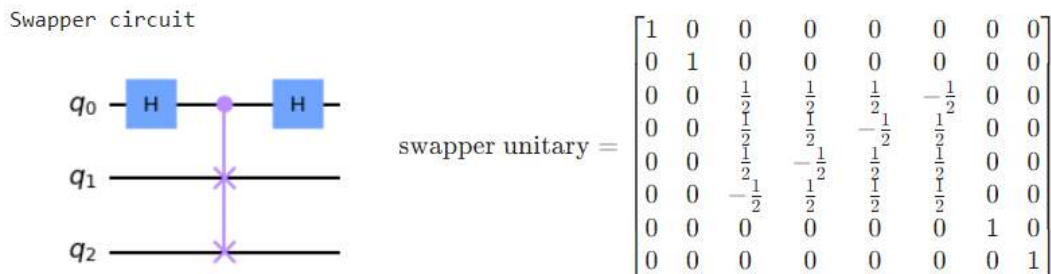 Swapper circuit
q₀ H H
q₁
q₂
swapper unitary =
1 0 0 0 0 0 0 0
0 1 0 0 0 0 0 0
0 0 1/2 1/2 1/2 -1/2 0 0
0 0 1/2 1/2 -1/2 1/2 0 0
0 0 1/2 -1/2 1/2 1/2 0 0
0 0 -1/2 1/2 1/2 1/2 0 0
0 0 0 0 0 0 1 0
0 0 0 0 0 0 0 1